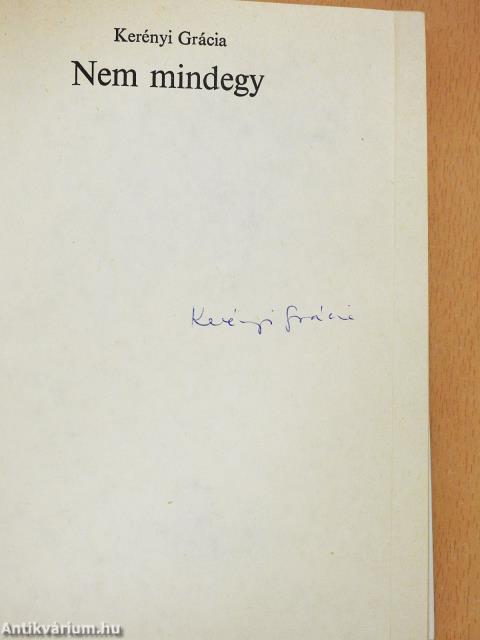 Kerényi Grácia
Nem mindegy
Kerényi Grácia
Antikvárium.hu